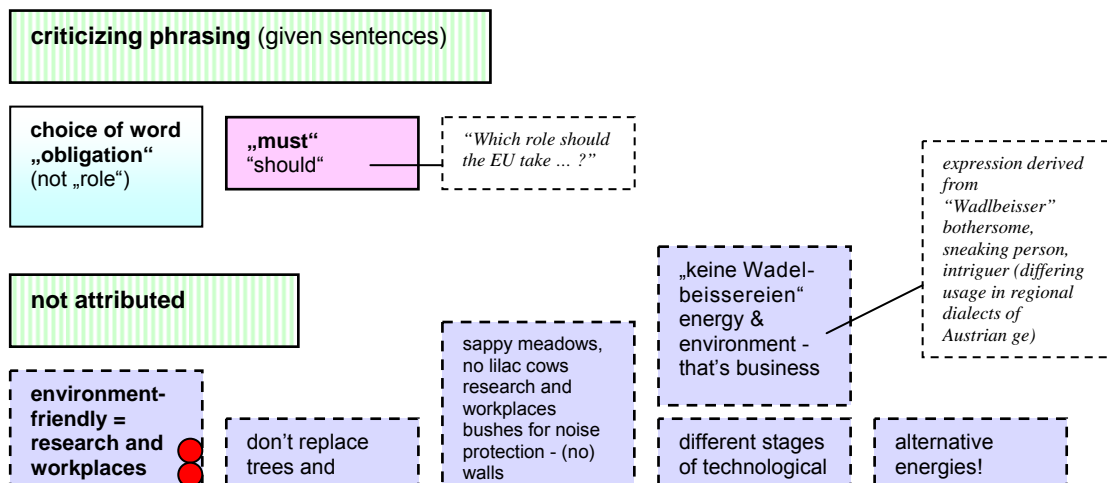 criticizing phrasing (given sentences)
choice of word
„obligation“
(not „role“)
„must“
“should“
“Which role should
the EU take … ?”
expression derived
from
“Wadlbeisser”
bothersome,
sneaking person,
intriguer (differing
usage in regional
dialects of
Austrian ge)
not attributed
„keine Wadel-
beissereien“
energy &
environment -
that’s business
sappy meadows,
no lilac cows
research and
workplaces
bushes for noise
protection - (no)
walls
environment-
friendly =
research and
workplaces
don’t replace
trees and
different stages
of technological
alternative
energies!